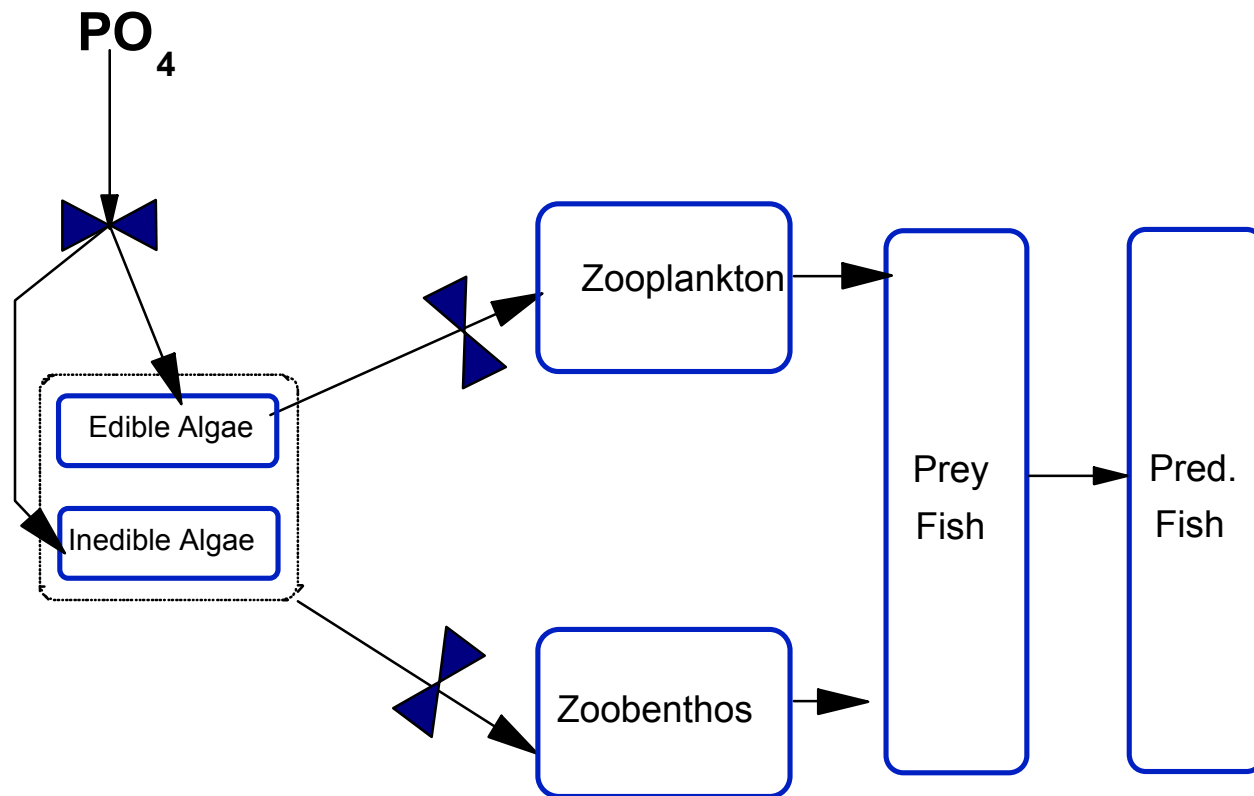 PO4
Zooplankton
Edible Algae
Inedible Algae
Prey
Fish
Pred.
Fish
Zoobenthos